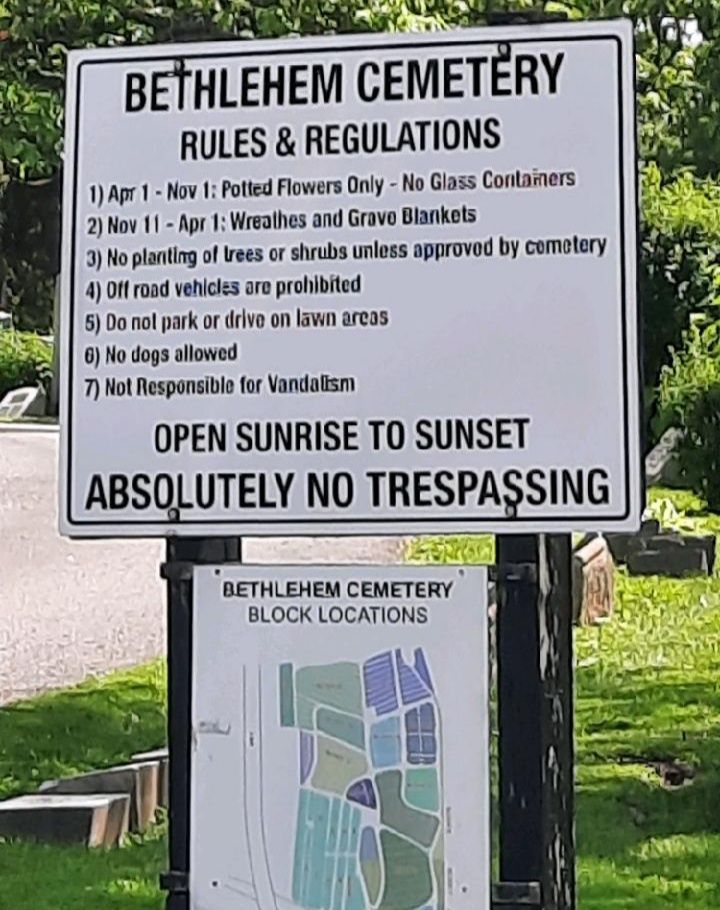 BETHLEHEM CEMETERY
RULES & REGULATIONS
1) Apr 1 - Nov 1: Potted Flowers Only - No Glass Containers
2) Nov 11 - Apr 1: Wreathes and Grave Blankets
3) No planting of trees or shrubs unless approved by cemetery
4) Off road vehicles are prohibited
5) Do not park or drive on lawn areas
6) No dogs allowed
7) Not Responsible for Vandalism
OPEN SUNRISE TO SUNSET
ABSOLUTELY NO TRESPASSING
BETHLEHEM CEMETERY
BLOCK LOCATIONS